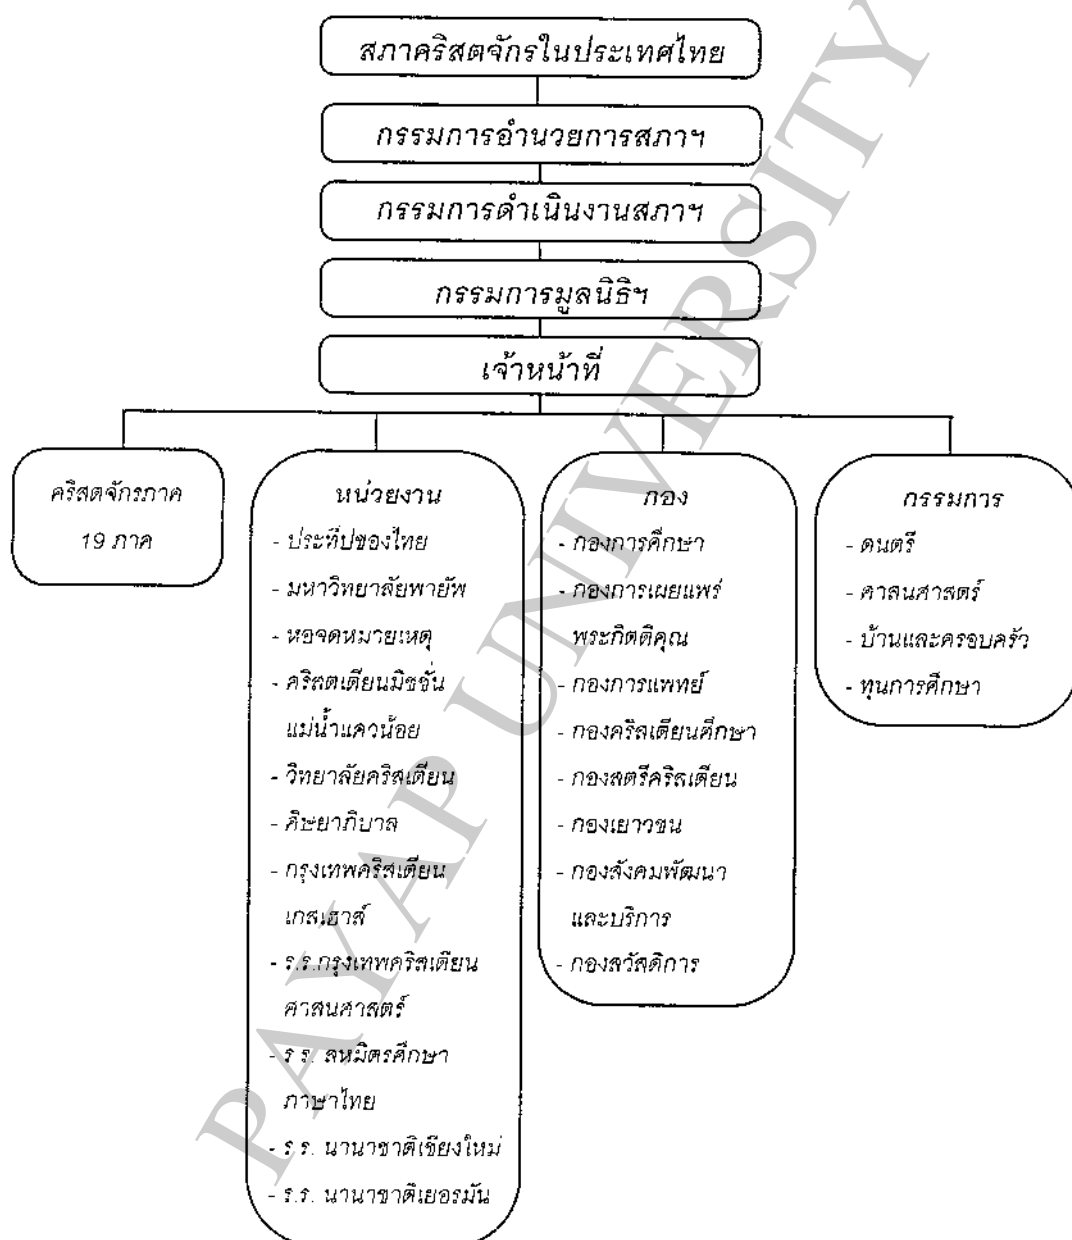 สภาคริสตจักรในประเทศไทย
กรรมการอำนวยการสภาฯ
กรรมการดำเนินงานสภาฯ
กรรมการมูลนิธิฯ
เจ้าหน้าที่
คริสตจักรภาค
19 ภาค
หน่วยงาน
- ประทีปของไทย
- มหาวิทยาลัยพายัพ
- หอจดหมายเหตุ
- คริสตเตียนมิชชั่น
แม่น้ำแควน้อย
- วิทยาลัยคริสเตียน
- ศิษยาภิบาล
- กรุงเทพคริสเตียน
เกสเฮาส์
- ร.ร.กรุงเทพคริสเตียน
ศาสนศาสตร์
- ร.ร. สหมิตรศึกษา
ภาษาไทย
- ร.ร. นานาชาติเชียงใหม่
- ร.ร. นานาชาติเยอรมัน
กอง
- กองการศึกษา
- กองการเผยแพร่
พระกิตติคุณ
- กองการแพทย์
- กองคริสเตียนศึกษา
- กองสตรีคริสเตียน
- กองเยาวชน
- กองสังคมพัฒนา
และบริการ
- กองสวัสดิการ
กรรมการ
- ดนตรี
- ศาสนศาสตร์
- บ้านและครอบครัว
- ทุนการศึกษา
PAYAP UNIVERSITY